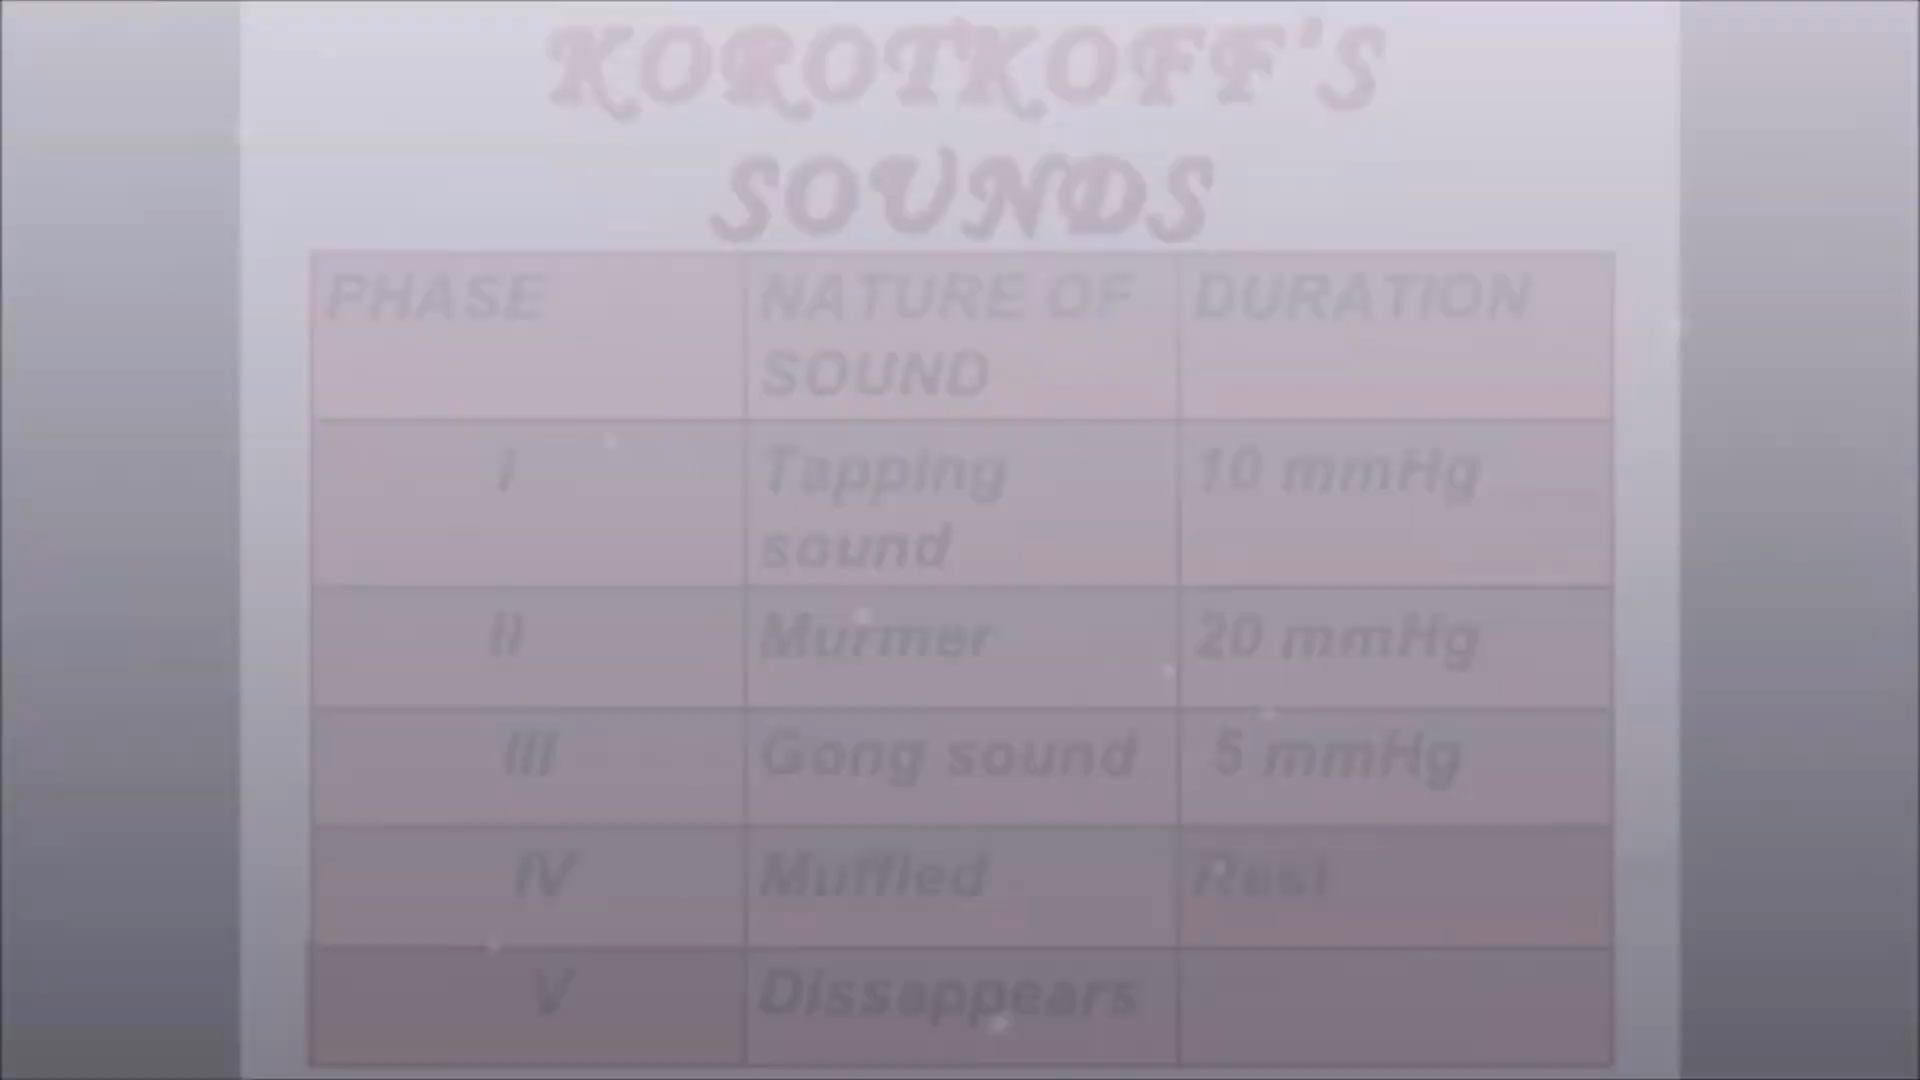 KOROTKOFF'S
SOUNDS
PHASE
NATURE OF
SOUND
DURATION
I
Tapping
sound
10 mmHg
II
Murmer
20 mmHg
III
Gong sound
5 mmHg
IV
Muffled
Rest
V
Dissappears